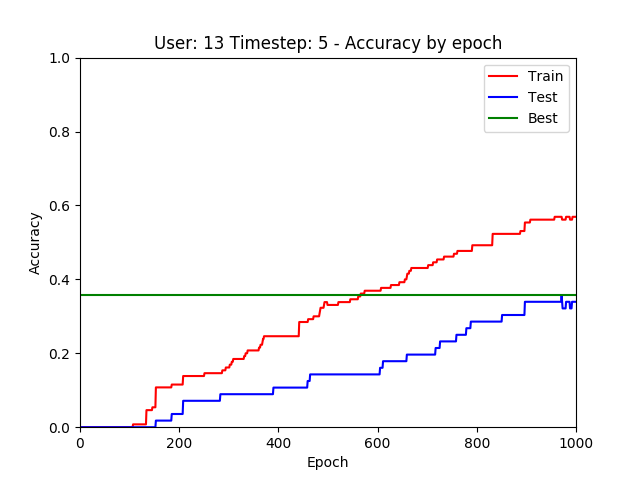 User: 13 Timestep: 5 - Accuracy by epoch
Train
Test
Best
1.0
0.8
0.6
0.4
0.2
0.0
Accuracy
0 200 400 600 800 1000
Epoch